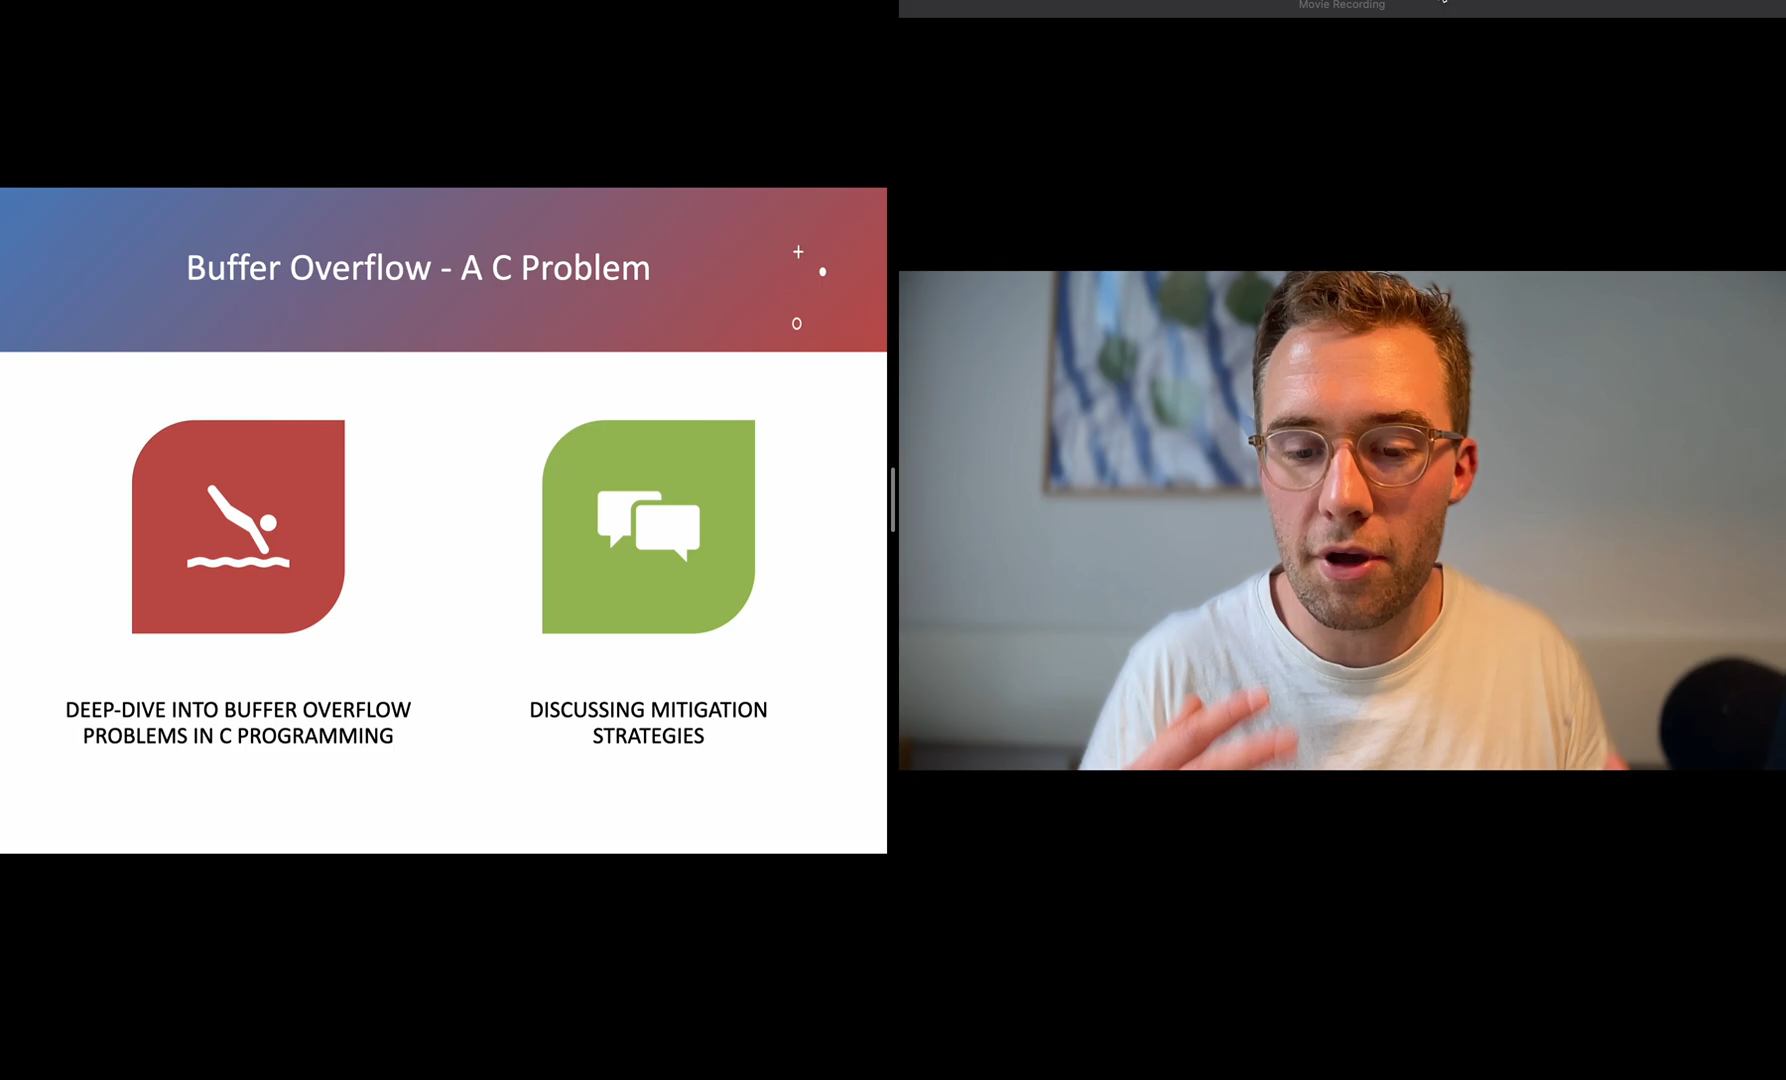 Movie Recording
Buffer Overflow - A C Problem
DEEP-DIVE INTO BUFFER OVERFLOW
PROBLEMS IN C PROGRAMMING
DISCUSSING MITIGATION
STRATEGIES